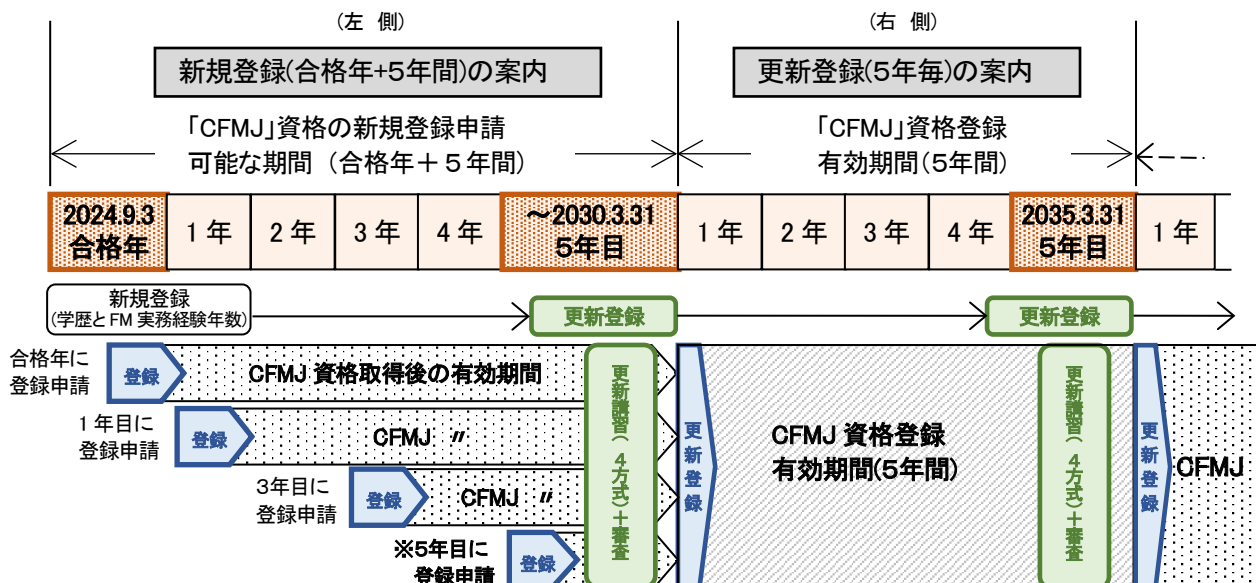 (左 側)
(右 側)
新規登録(合格年+5年間)の案内
更新登録(5年毎)の案内
「CFMJ」資格の新規登録申請
可能な期間 (合格年+5年間)
「CFMJ」資格登録
有効期間(5年間)
2024.9.3
合格年
1年
2年
3年
4年
～2030.3.31
5年目
1年
2年
3年
4年
2035.3.31
5年目
1年
新規登録
(学歴とFM実務経験年数)
更新登録
更新登録
合格年に
登録申請
登録
CFMJ 資格取得後の有効期間
1年目に
登録申請
登録
CFMJ 〃
3年目に
登録申請
登録
CFMJ 〃
※5年目に
登録申請
登録
更新講習(4方式)+審査
更新登録
CFMJ 資格登録
有効期間(5年間)
更新講習(4方式)+審査
更新登録
CFMJ